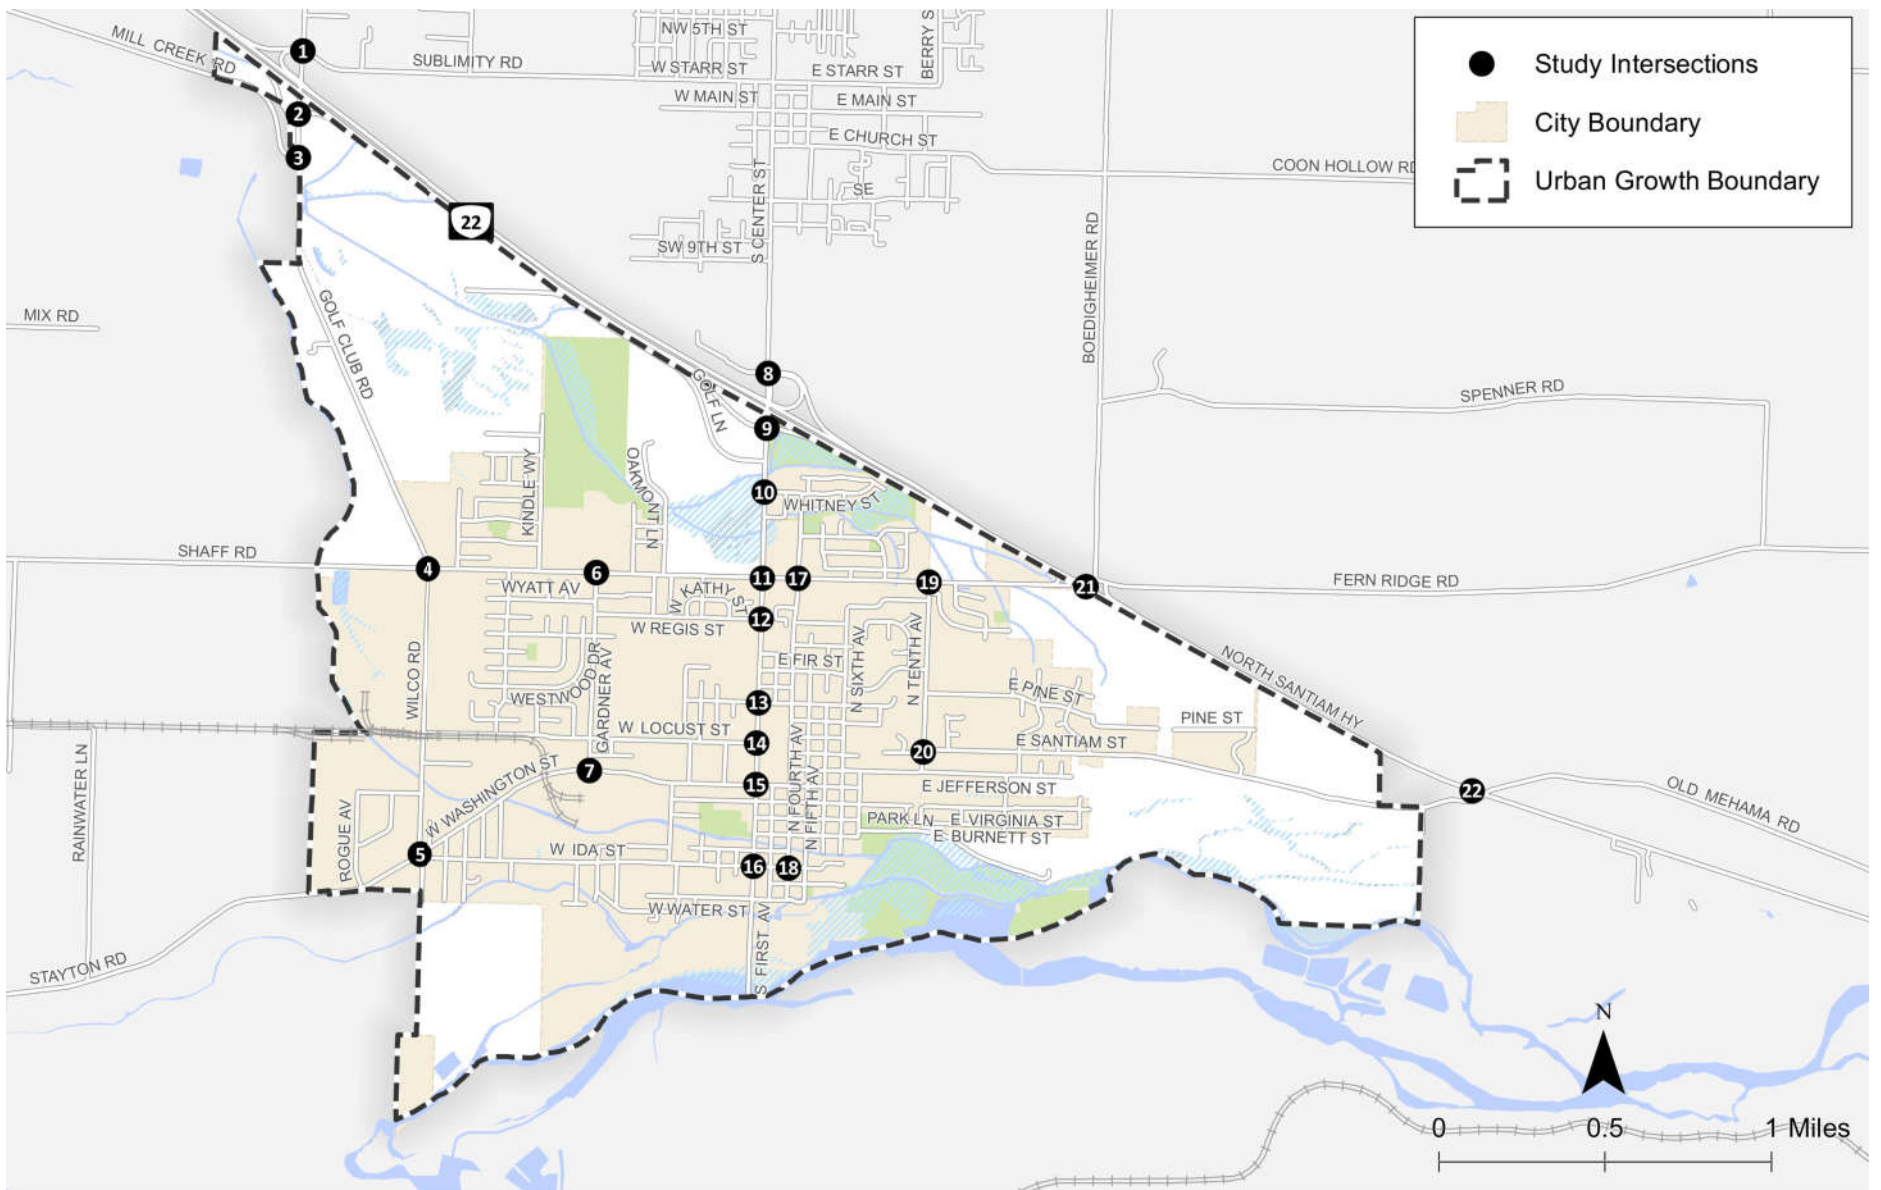 NW 5TH ST
BERRY S
MILL CREEK RD
1
SUBLIMITY RD
W STARR ST
E STARR ST
Study Intersections
W MAIN ST
E MAIN ST
2
City Boundary
E CHURCH ST
3
COON HOLLOW RD
Urban Growth Boundary
SE
S CENTER ST
22
SW 9TH ST
BOEDIGHEIMER RD
MIX RD
GOLF CLUB RD
8
GOLF LN
SPENNER RD
9
KINDLE WY
OAKMONT LN
10
WHITNEY ST
SHAFF RD
4
6
11
17
19
21
FERN RIDGE RD
WYATT AV
W KATHY ST
12
W REGIS ST
WILCO RD
WESTWOOD DR
GARDNER AV
E FIR ST
N SIXTH AV
N TENTH AV
NORTH SANTIAM HY
E PINE ST
13
PINE ST
W LOCUST ST
14
E SANTIAM ST
20
7
15
N FOURTH AV
N FIFTH AV
E JEFFERSON ST
22
OLD MEHAMA RD
RAINWATER LN
ROGUE AV
W WASHINGTON ST
PARK LN
E VIRGINIA ST
E BURNETT ST
5
W IDA ST
16
18
W WATER ST
S FIRST AV
STAYTON RD
N
0
0.5
1 Miles